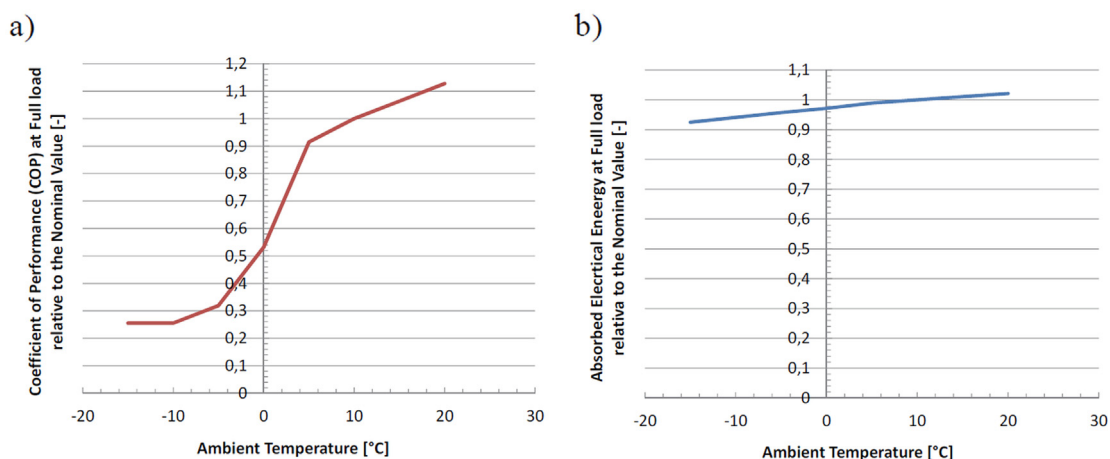 a)
Coefficient of Performance (COP) at Full load
relative to the Nominal Value [-]
1,2
1,1
1
0,9
0,8
0,7
0,6
0,5
0,4
0,3
0,2
0,1
0
-20 -10 0 10 20 30
Ambient Temperature [°C]
b)
Absorbed Elecrtical Eneergy at Full load
relativa to the Nominal Value [-]
1,1
1
0,9
0,8
0,7
0,6
0,5
0,4
0,3
0,2
0,1
0
-20 -10 0 10 20 30
Ambient Temperature [°C]